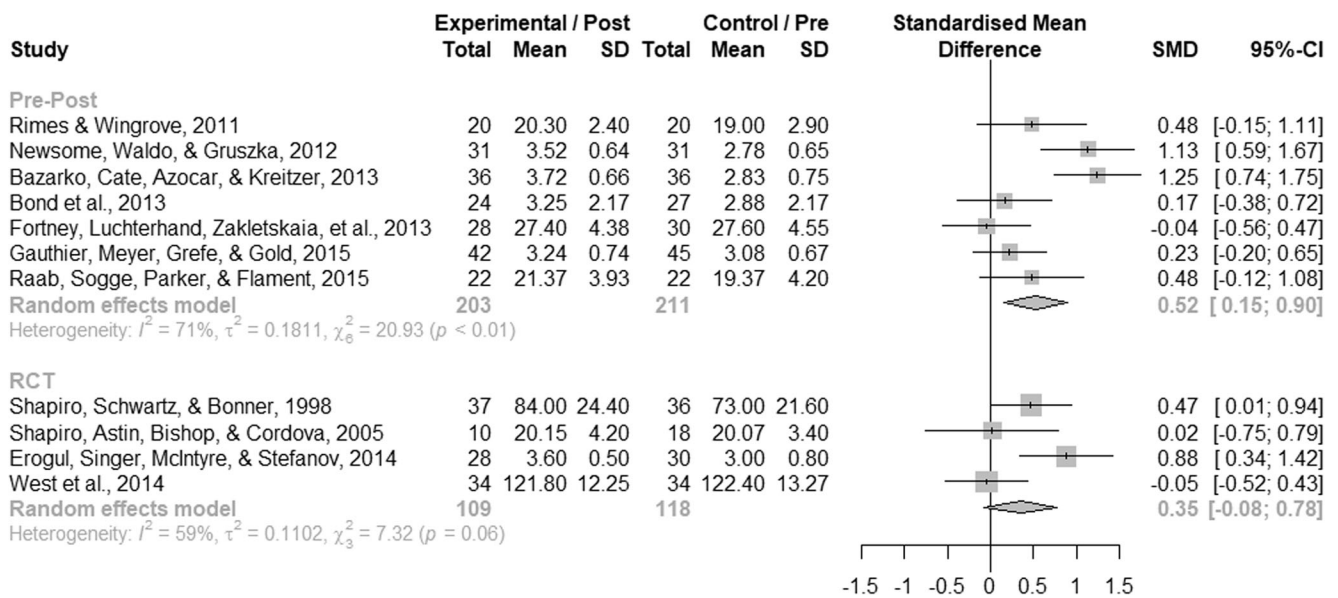 Experimental / Post Control / Pre Standardised Mean
Study Total Mean SD Total Mean SD Difference SMD 95%-CI
Pre-Post
Rimes & Wingrove, 2011 20 20.30 2.40 20 19.00 2.90 0.48 [-0.15; 1.11]
Newsome, Waldo, & Gruszka, 2012 31 3.52 0.64 31 2.78 0.65 1.13 [ 0.59; 1.67]
Bazarko, Cate, Azocar, & Kreitzer, 2013 36 3.72 0.66 36 2.83 0.75 1.25 [ 0.74; 1.75]
Bond et al., 2013 24 3.25 2.17 27 2.88 2.17 0.17 [-0.38; 0.72]
Fortney, Luchterhand, Zakletskaia, et al., 2013 28 27.40 4.38 30 27.60 4.55 -0.04 [-0.56; 0.47]
Gauthier, Meyer, Grefe, & Gold, 2015 42 3.24 0.74 45 3.08 0.67 0.23 [-0.20; 0.65]
Raab, Sogge, Parker, & Flament, 2015 22 21.37 3.93 22 19.37 4.20 0.48 [-0.12; 1.08]
Random effects model 203 211 0.52 [ 0.15; 0.90]
Heterogeneity: I² = 71%, τ² = 0.1811, χ²₆ = 20.93 (p < 0.01)
RCT
Shapiro, Schwartz, & Bonner, 1998 37 84.00 24.40 36 73.00 21.60 0.47 [ 0.01; 0.94]
Shapiro, Astin, Bishop, & Cordova, 2005 10 20.15 4.20 18 20.07 3.40 0.02 [-0.75; 0.79]
Erogul, Singer, McIntyre, & Stefanov, 2014 28 3.60 0.50 30 3.00 0.80 0.88 [ 0.34; 1.42]
West et al., 2014 34 121.80 12.25 34 122.40 13.27 -0.05 [-0.52; 0.43]
Random effects model 109 118 0.35 [-0.08; 0.78]
Heterogeneity: I² = 59%, τ² = 0.1102, χ²₃ = 7.32 (p = 0.06)
-1.5 -1 -0.5 0 0.5 1 1.5